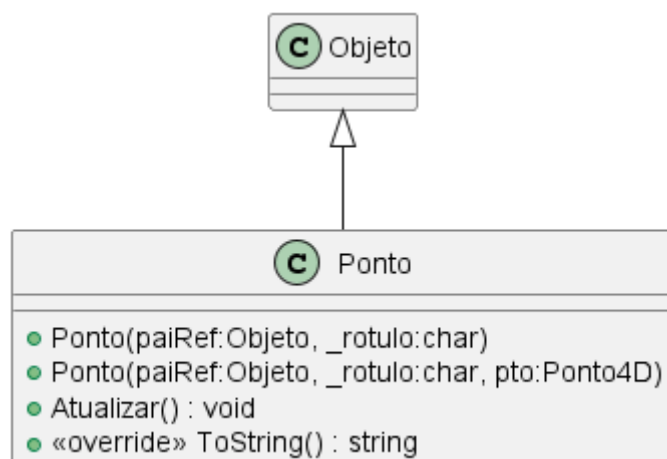 C Objeto
C Ponto
Ponto(paiRef:Objeto, _rotulo:char)
Ponto(paiRef:Objeto, _rotulo:char, pto:Ponto4D)
Atualizar() : void
«override» ToString() : string